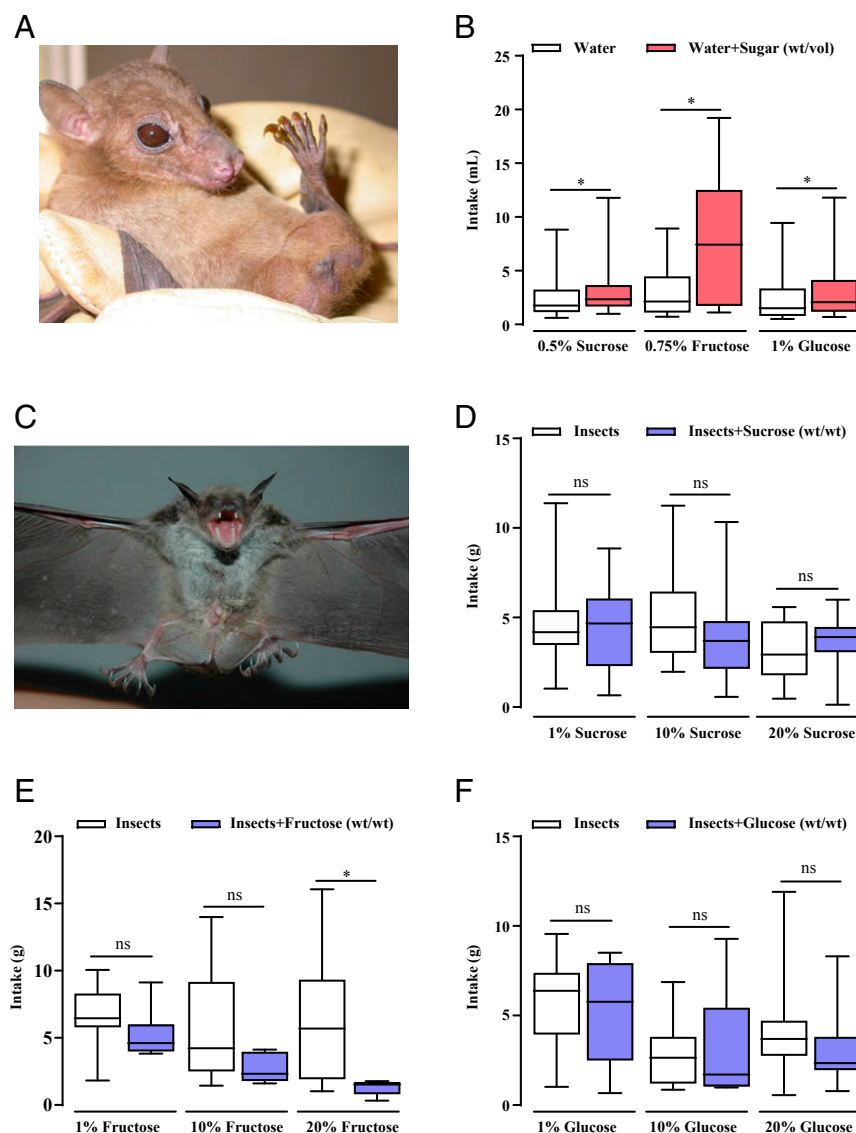 A
B
Water
Water+Sugar (wt/vol)
25
20
15
10
5
0
Intake (mL)
*
*
*
0.5% Sucrose
0.75% Fructose
1% Glucose
C
D
Insects
Insects+Sucrose (wt/wt)
15
10
5
0
Intake (g)
ns
ns
ns
1% Sucrose
10% Sucrose
20% Sucrose
E
Insects
Insects+Fructose (wt/wt)
20
15
10
5
0
Intake (g)
ns
ns
*
1% Fructose
10% Fructose
20% Fructose
F
Insects
Insects+Glucose (wt/wt)
15
10
5
0
Intake (g)
ns
ns
ns
1% Glucose
10% Glucose
20% Glucose